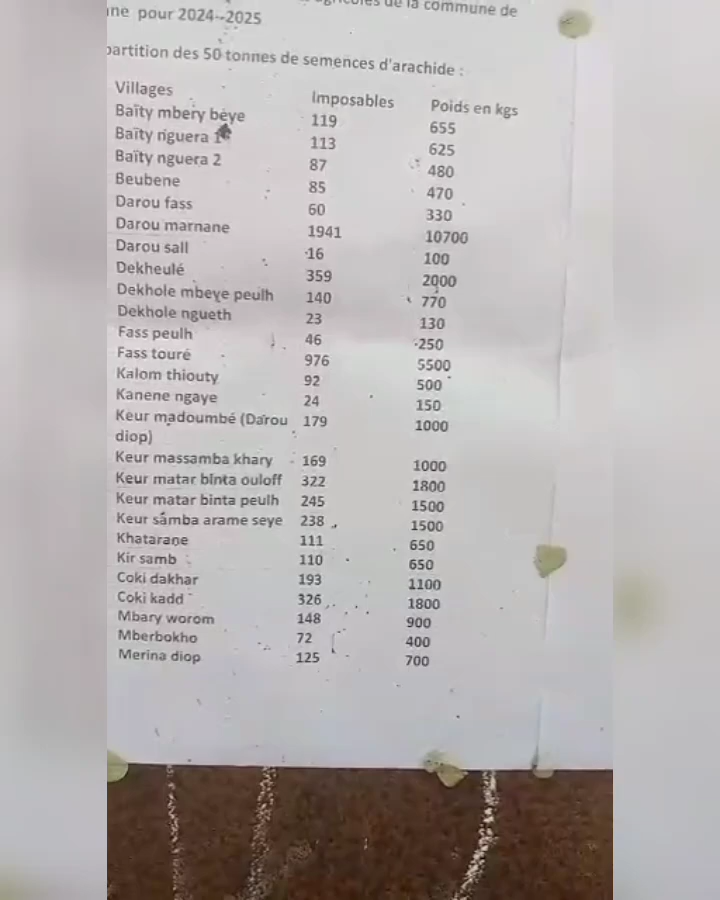 agricoles de la commune de
pour 2024--2025
partition des 50 tonnes de semences d'arachide :
Villages Imposables Poids en kgs
Baïty mbery bèye 119 655
Baïty nguera 1 113 625
Baïty nguera 2 87 480
Beubene 85 470
Darou fass 60 330
Darou marnane 1941 10700
Darou sall 16 100
Dekheulé 359 2000
Dekhole mbeye peulh 140 770
Dekhole ngueth 23 130
Fass peulh 46 250
Fass touré 976 5500
Kalom thiouty 92 500
Kanene ngaye 24 150
Keur madoumbé (Darou 179 1000
diop)
Keur massamba khary 169 1000
Keur matar binta ouloff 322 1800
Keur matar binta peulh 245 1500
Keur samba arame seye 238 1500
Khatarane 111 650
Kir samb 110 650
Coki dakhar 193 1100
Coki kadd 326 1800
Mbary worom 148 900
Mberbokho 72 400
Merina diop 125 700